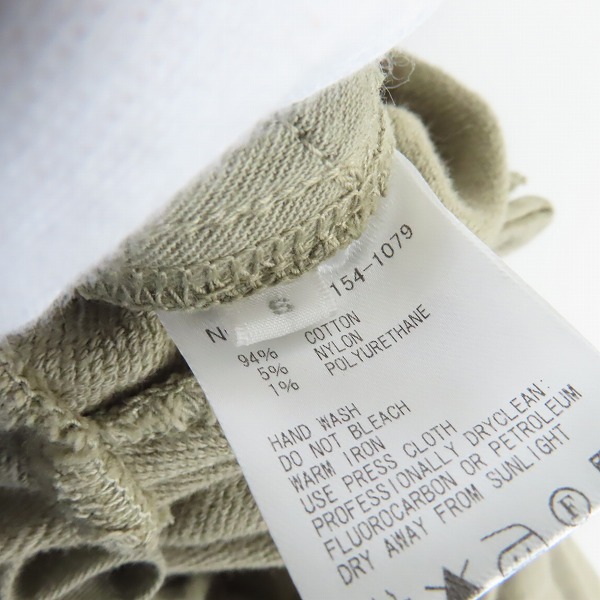 154-1079
94% COTTON
5% NYLON
1% POLYURETHANE
HAND WASH
DO NOT BLEACH
WARM IRON
USE PRESS CLOTH
PROFESSIONALLY DRYCLEAN:
FLUOROCARBON OR PETROLEUM
DRY AWAY FROM SUNLIGHT
F